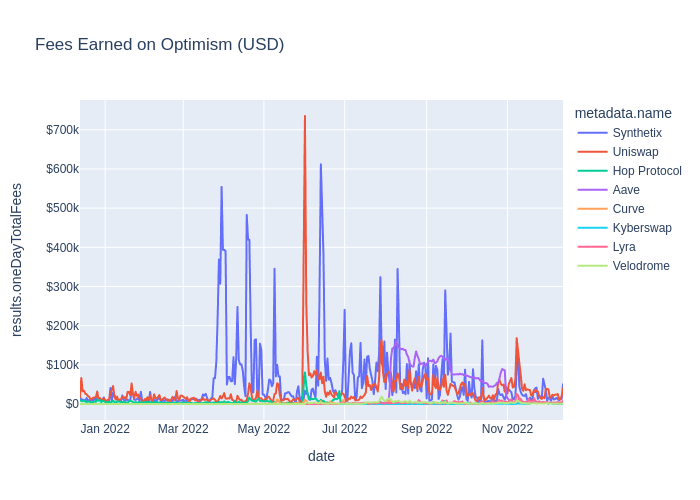 Fees Earned on Optimism (USD)
metadata.name
Synthetix
Uniswap
Hop Protocol
Aave
Curve
Kyberswap
Lyra
Velodrome
results.oneDayTotalFees
$700k
$600k
$500k
$400k
$300k
$200k
$100k
$0
Jan 2022
Mar 2022
May 2022
Jul 2022
Sep 2022
Nov 2022
date